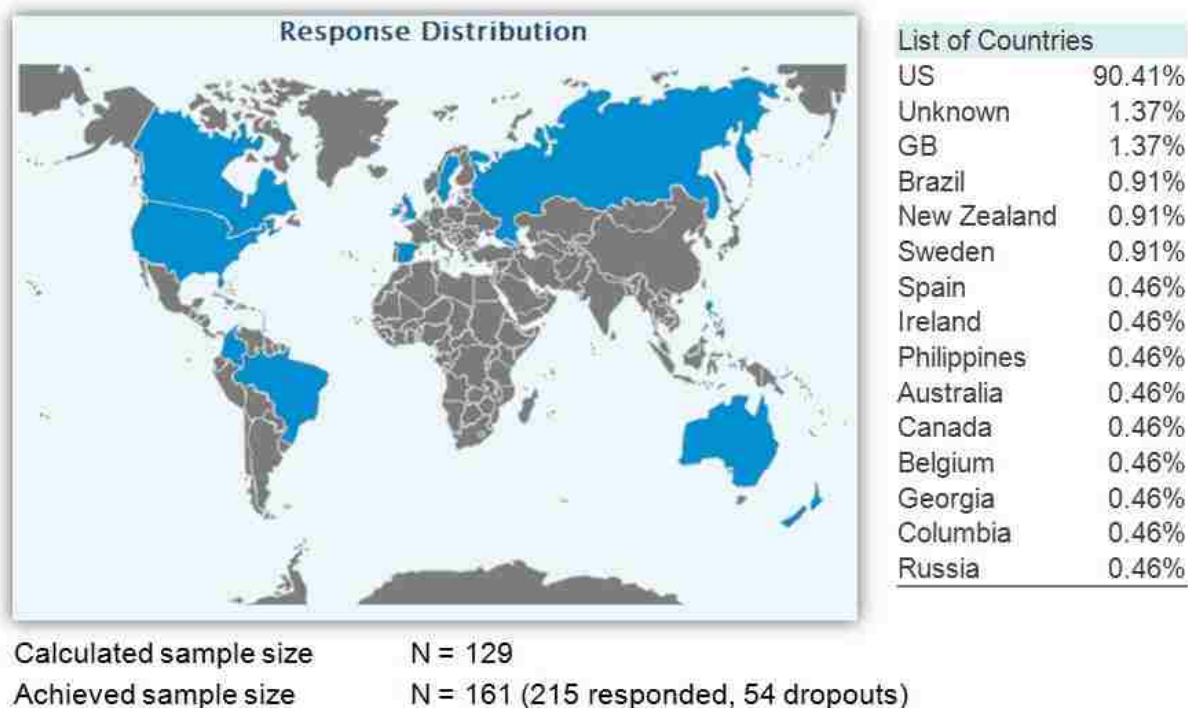 Response Distribution
List of Countries
US 90.41%
Unknown 1.37%
GB 1.37%
Brazil 0.91%
New Zealand 0.91%
Sweden 0.91%
Spain 0.46%
Ireland 0.46%
Philippines 0.46%
Australia 0.46%
Canada 0.46%
Belgium 0.46%
Georgia 0.46%
Columbia 0.46%
Russia 0.46%
Calculated sample size N = 129
Achieved sample size N = 161 (215 responded, 54 dropouts)